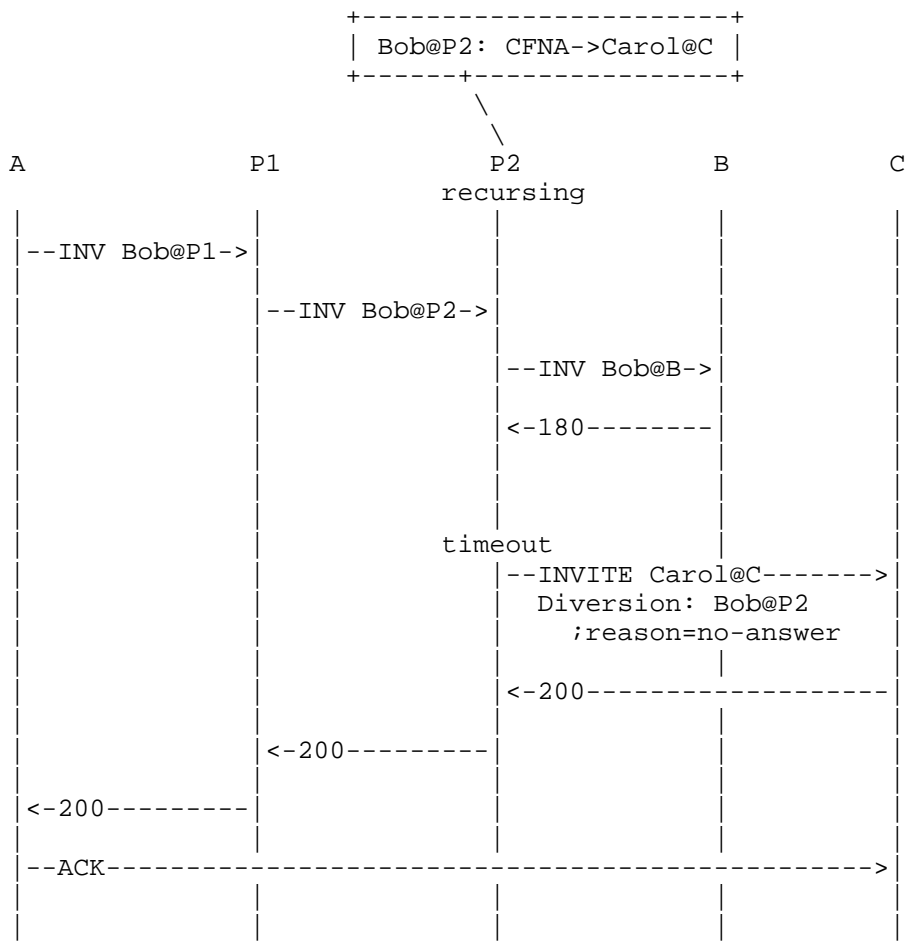 Bob@P2: CFNA->Carol@C
A P1 P2 B C
recursing
--INV Bob@P1->
--INV Bob@P2->
--INV Bob@B->
<-180--------
timeout
--INVITE Carol@C------->
Diversion: Bob@P2
;reason=no-answer
<-200-------------------
<-200---------
<-200---------
--ACK---------------------------------------------->